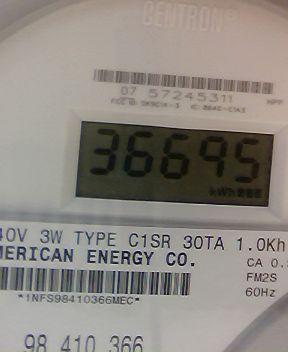 CENTRON®
07 57245311
36695
kWh
40V 3W TYPE C1SR 30TA 1.0Kh
MERICAN ENERGY CO.
CA 0.
FM2S
*1NFS98410366MEC*
60Hz
98 410 366